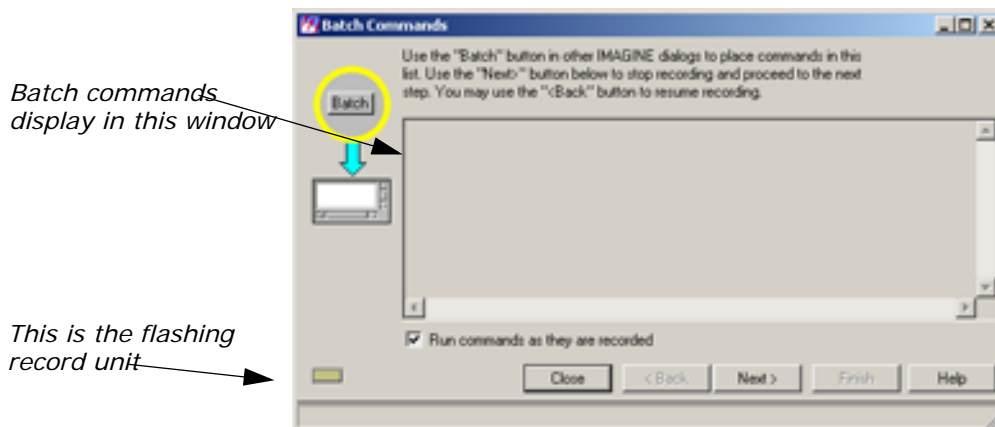 Batch Commands
Use the "Batch" button in other IMAGINE dialogs to place commands in this
list. Use the "Next>" button below to stop recording and proceed to the next
step. You may use the "<Back" button to resume recording.
Batch commands
display in this window
Batch
Run commands as they are recorded
This is the flashing
record unit
Close
< Back
Next >
Finish
Help